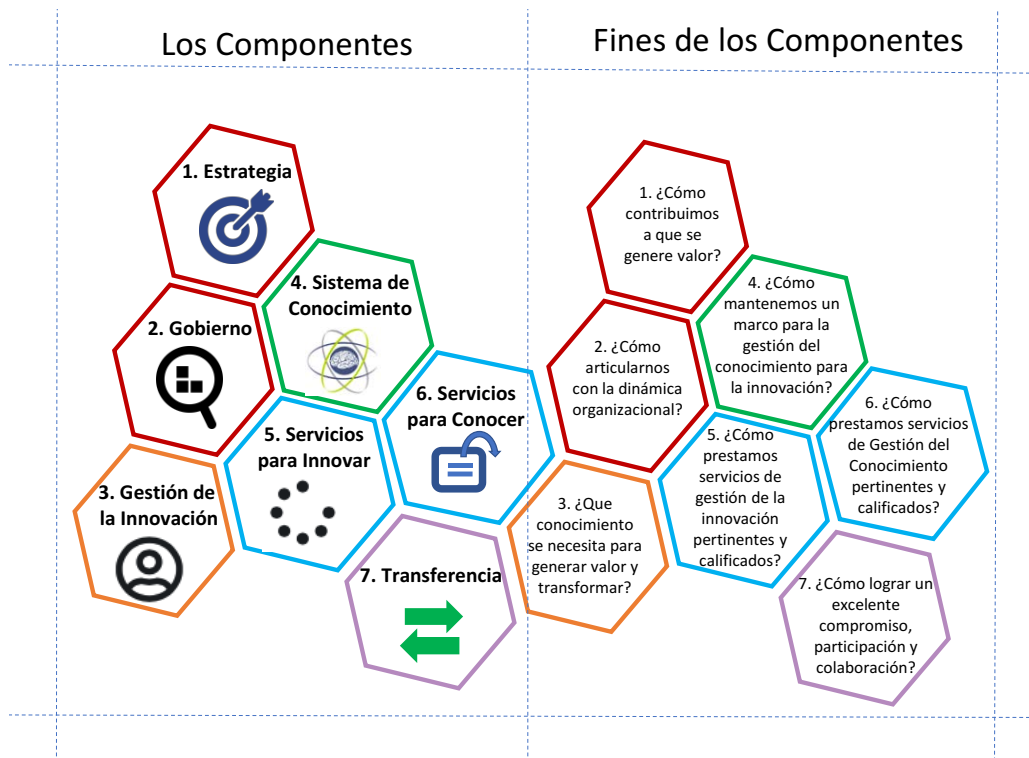 Los Componentes
Fines de los Componentes
1. Estrategia
2. Gobierno
3. Gestión de
la Innovación
4. Sistema de
Conocimiento
5. Servicios
para Innovar
6. Servicios
para Conocer
7. Transferencia
1. ¿Cómo
contribuimos
a que se
genere valor?
2. ¿Cómo
articularnos
con la dinámica
organizacional?
3. ¿Que
conocimiento
se necesita para
generar valor y
transformar?
4. ¿Cómo
mantenemos un
marco para la
gestión del
conocimiento para
la innovación?
5. ¿Cómo
prestamos
servicios de
gestión de la
innovación
pertinentes y
calificados?
6. ¿Cómo
prestamos servicios
de Gestión del
Conocimiento
pertinentes y
calificados?
7. ¿Cómo lograr un
excelente
compromiso,
participación y
colaboración?